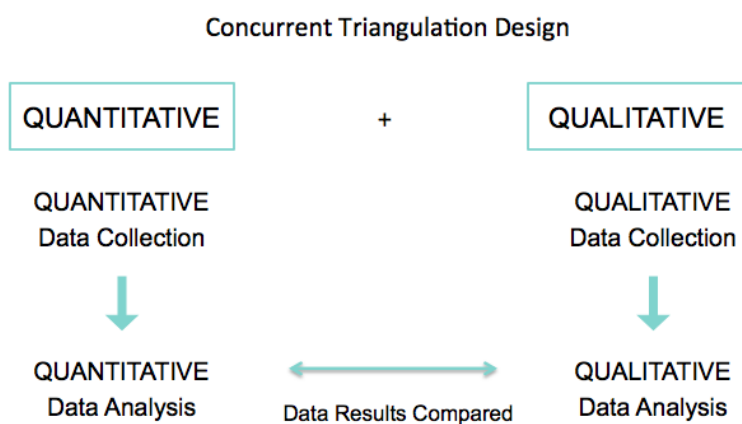 Concurrent Triangulation Design
QUANTITATIVE
+
QUALITATIVE
QUANTITATIVE
Data Collection
QUALITATIVE
Data Collection
QUANTITATIVE
Data Analysis
Data Results Compared
QUALITATIVE
Data Analysis